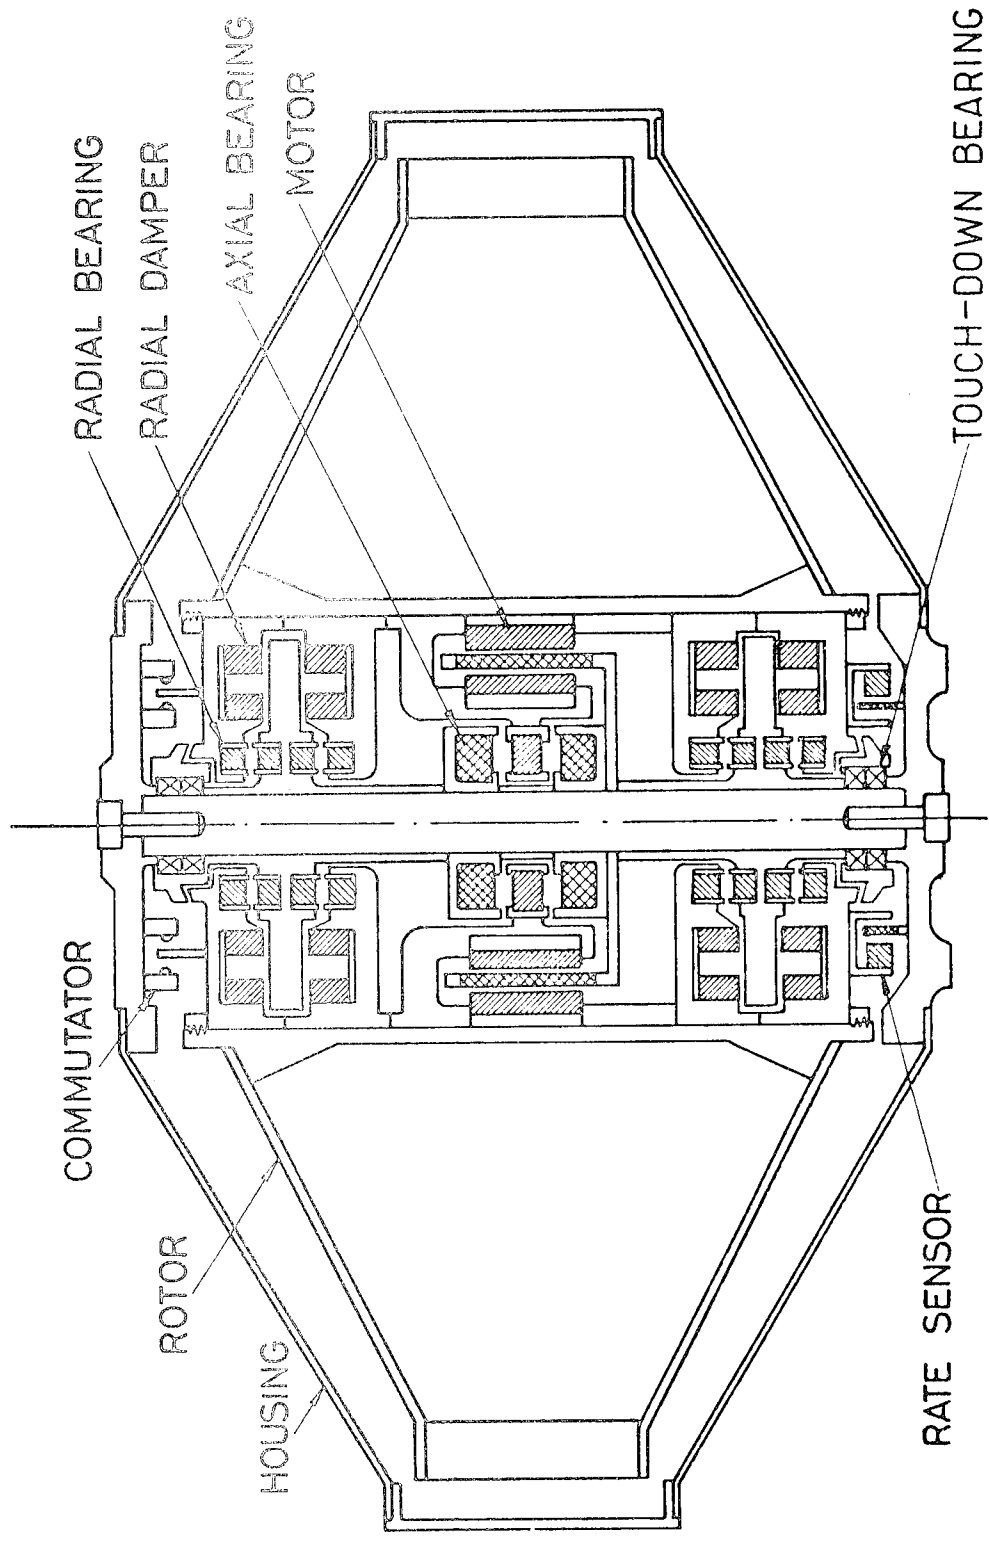 RADIAL BEARING
RADIAL DAMPER
AXIAL BEARING
MOTOR
COMMUTATOR
ROTOR
HOUSING
RATE SENSOR
TOUCH-DOWN BEARING